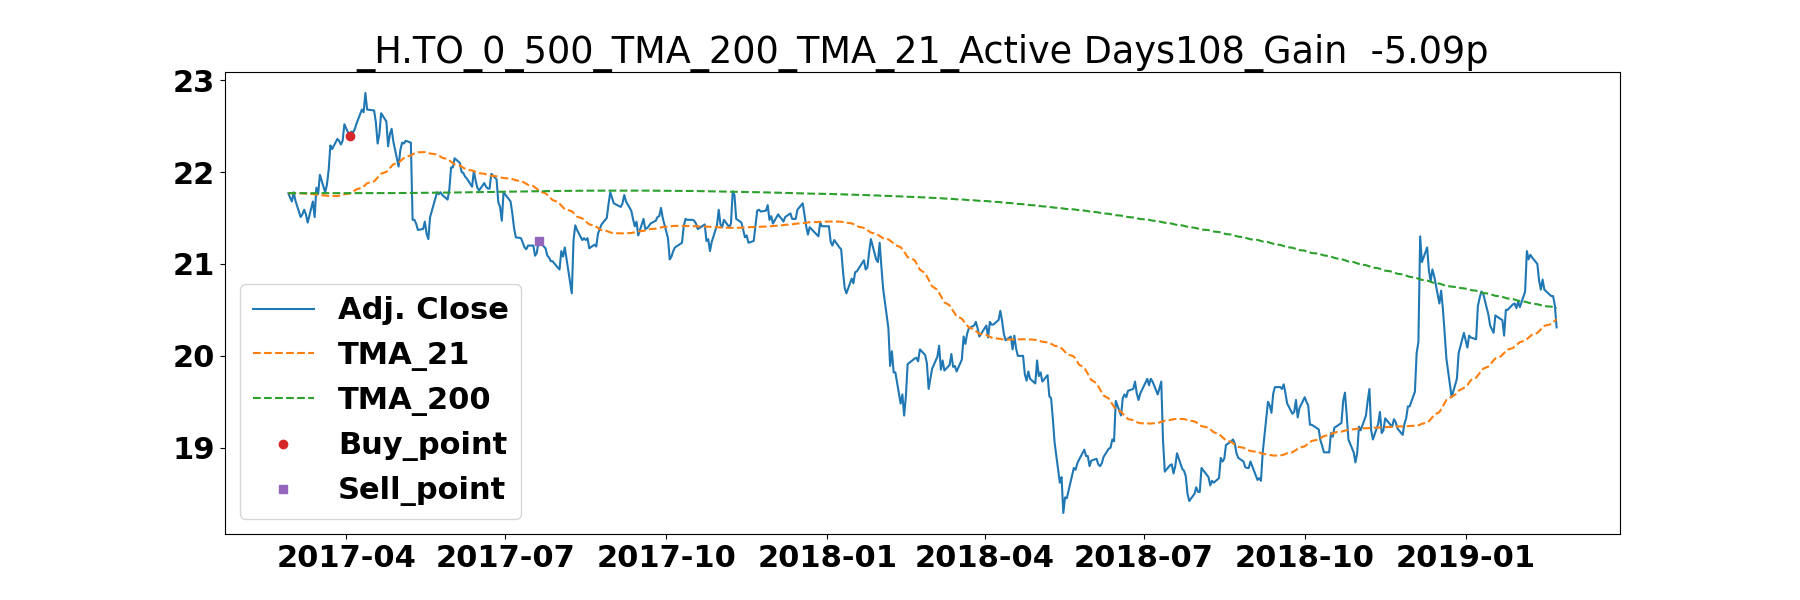 _H.TO_0_500_TMA_200_TMA_21_Active Days108_Gain  -5.09p
23
22
21
20
19
Adj. Close
TMA_21
TMA_200
Buy_point
Sell_point
2017-04 2017-07 2017-10 2018-01 2018-04 2018-07 2018-10 2019-01